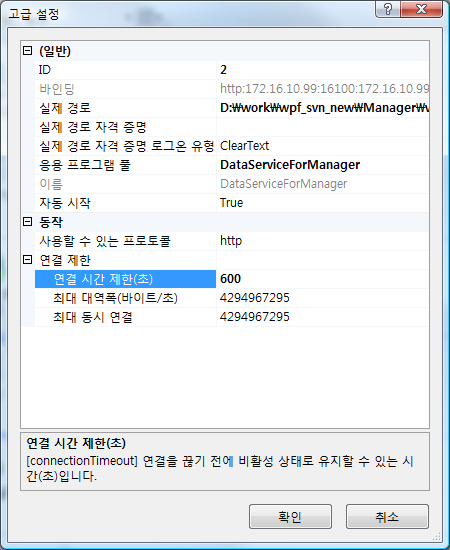 고급 설정
(일반)
ID 2
바인딩 http:172.16.10.99:16100:172.16.10.99
실제 경로 D:₩work₩wpf_svn_new₩Manager₩
실제 경로 자격 증명
실제 경로 자격 증명 로그온 유형 ClearText
응용 프로그램 풀 DataServiceForManager
이름 DataServiceForManager
자동 시작 True
동작
사용할 수 있는 프로토콜 http
연결 제한
연결 시간 제한(초) 600
최대 대역폭(바이트/초) 4294967295
최대 동시 연결 4294967295
연결 시간 제한(초)
[connectionTimeout] 연결을 끊기 전에 비활성 상태로 유지할 수 있는 시
간(초)입니다.
확인 취소